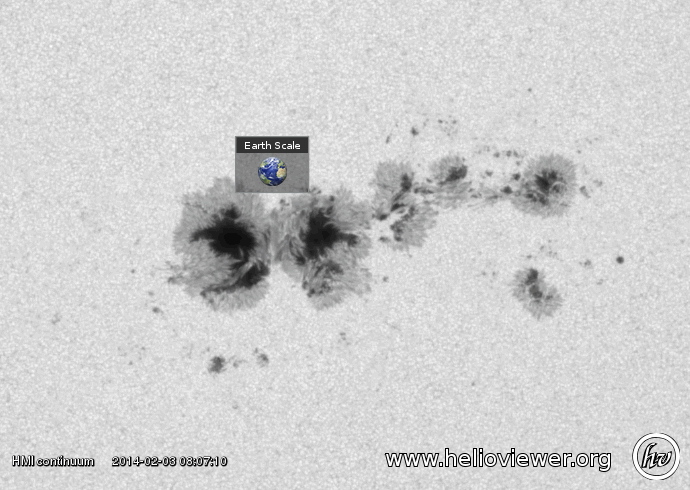 Earth Scale
HMI continuum 2014-02-03 03:07:10
www.helioviewer.org
hv